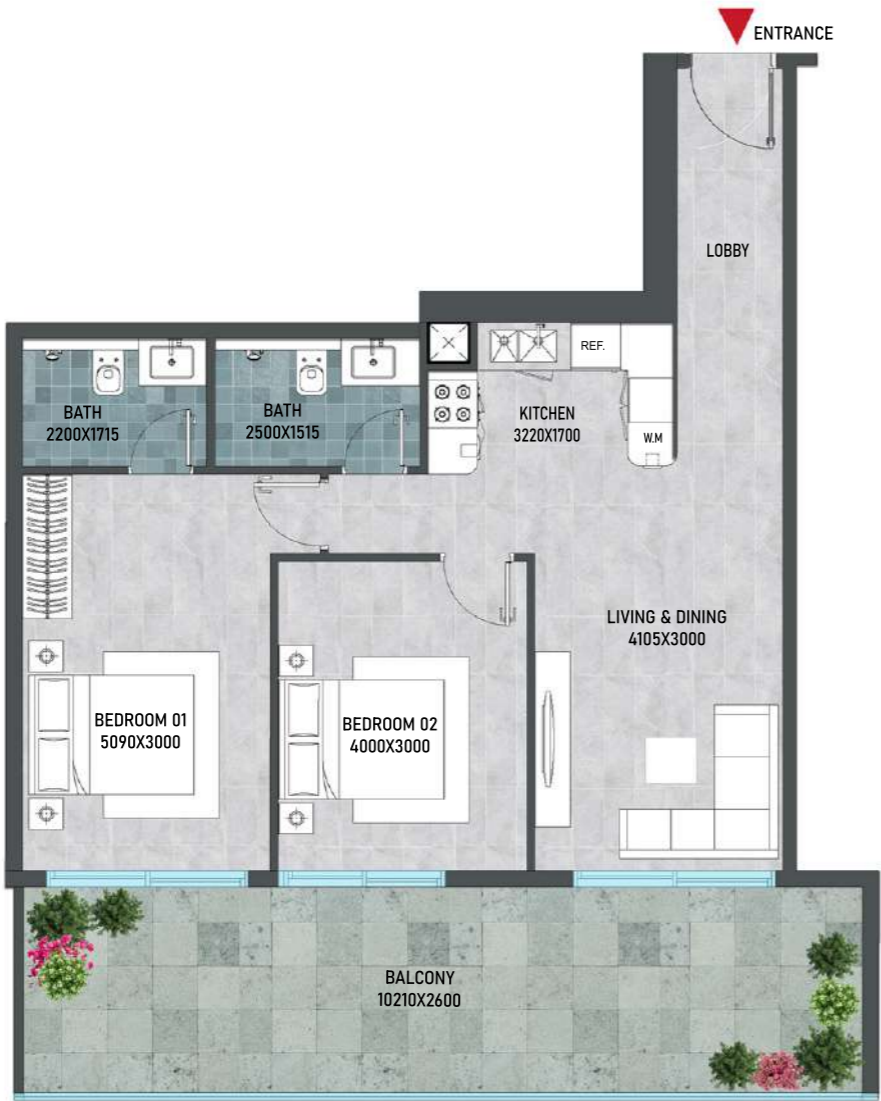 ENTRANCE
LOBBY
REF.
BATH
2200X1715
BATH
2500X1515
KITCHEN
3220X1700
W.M
LIVING & DINING
4105X3000
BEDROOM 01
5090X3000
BEDROOM 02
4000X3000
BALCONY
10210X2600